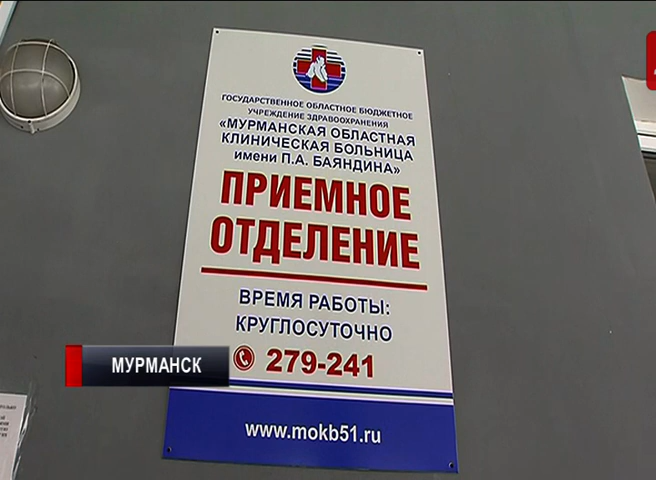 ГОСУДАРСТВЕННОЕ ОБЛАСТНОЕ БЮДЖЕТНОЕ
УЧРЕЖДЕНИЕ ЗДРАВООХРАНЕНИЯ
«МУРМАНСКАЯ ОБЛАСТНАЯ
КЛИНИЧЕСКАЯ БОЛЬНИЦА
имени П.А. БАЯНДИНА»
ПРИЕМНОЕ
ОТДЕЛЕНИЕ
ВРЕМЯ РАБОТЫ:
КРУГЛОСУТОЧНО
279-241
МУРМАНСК
www.mokb51.ru